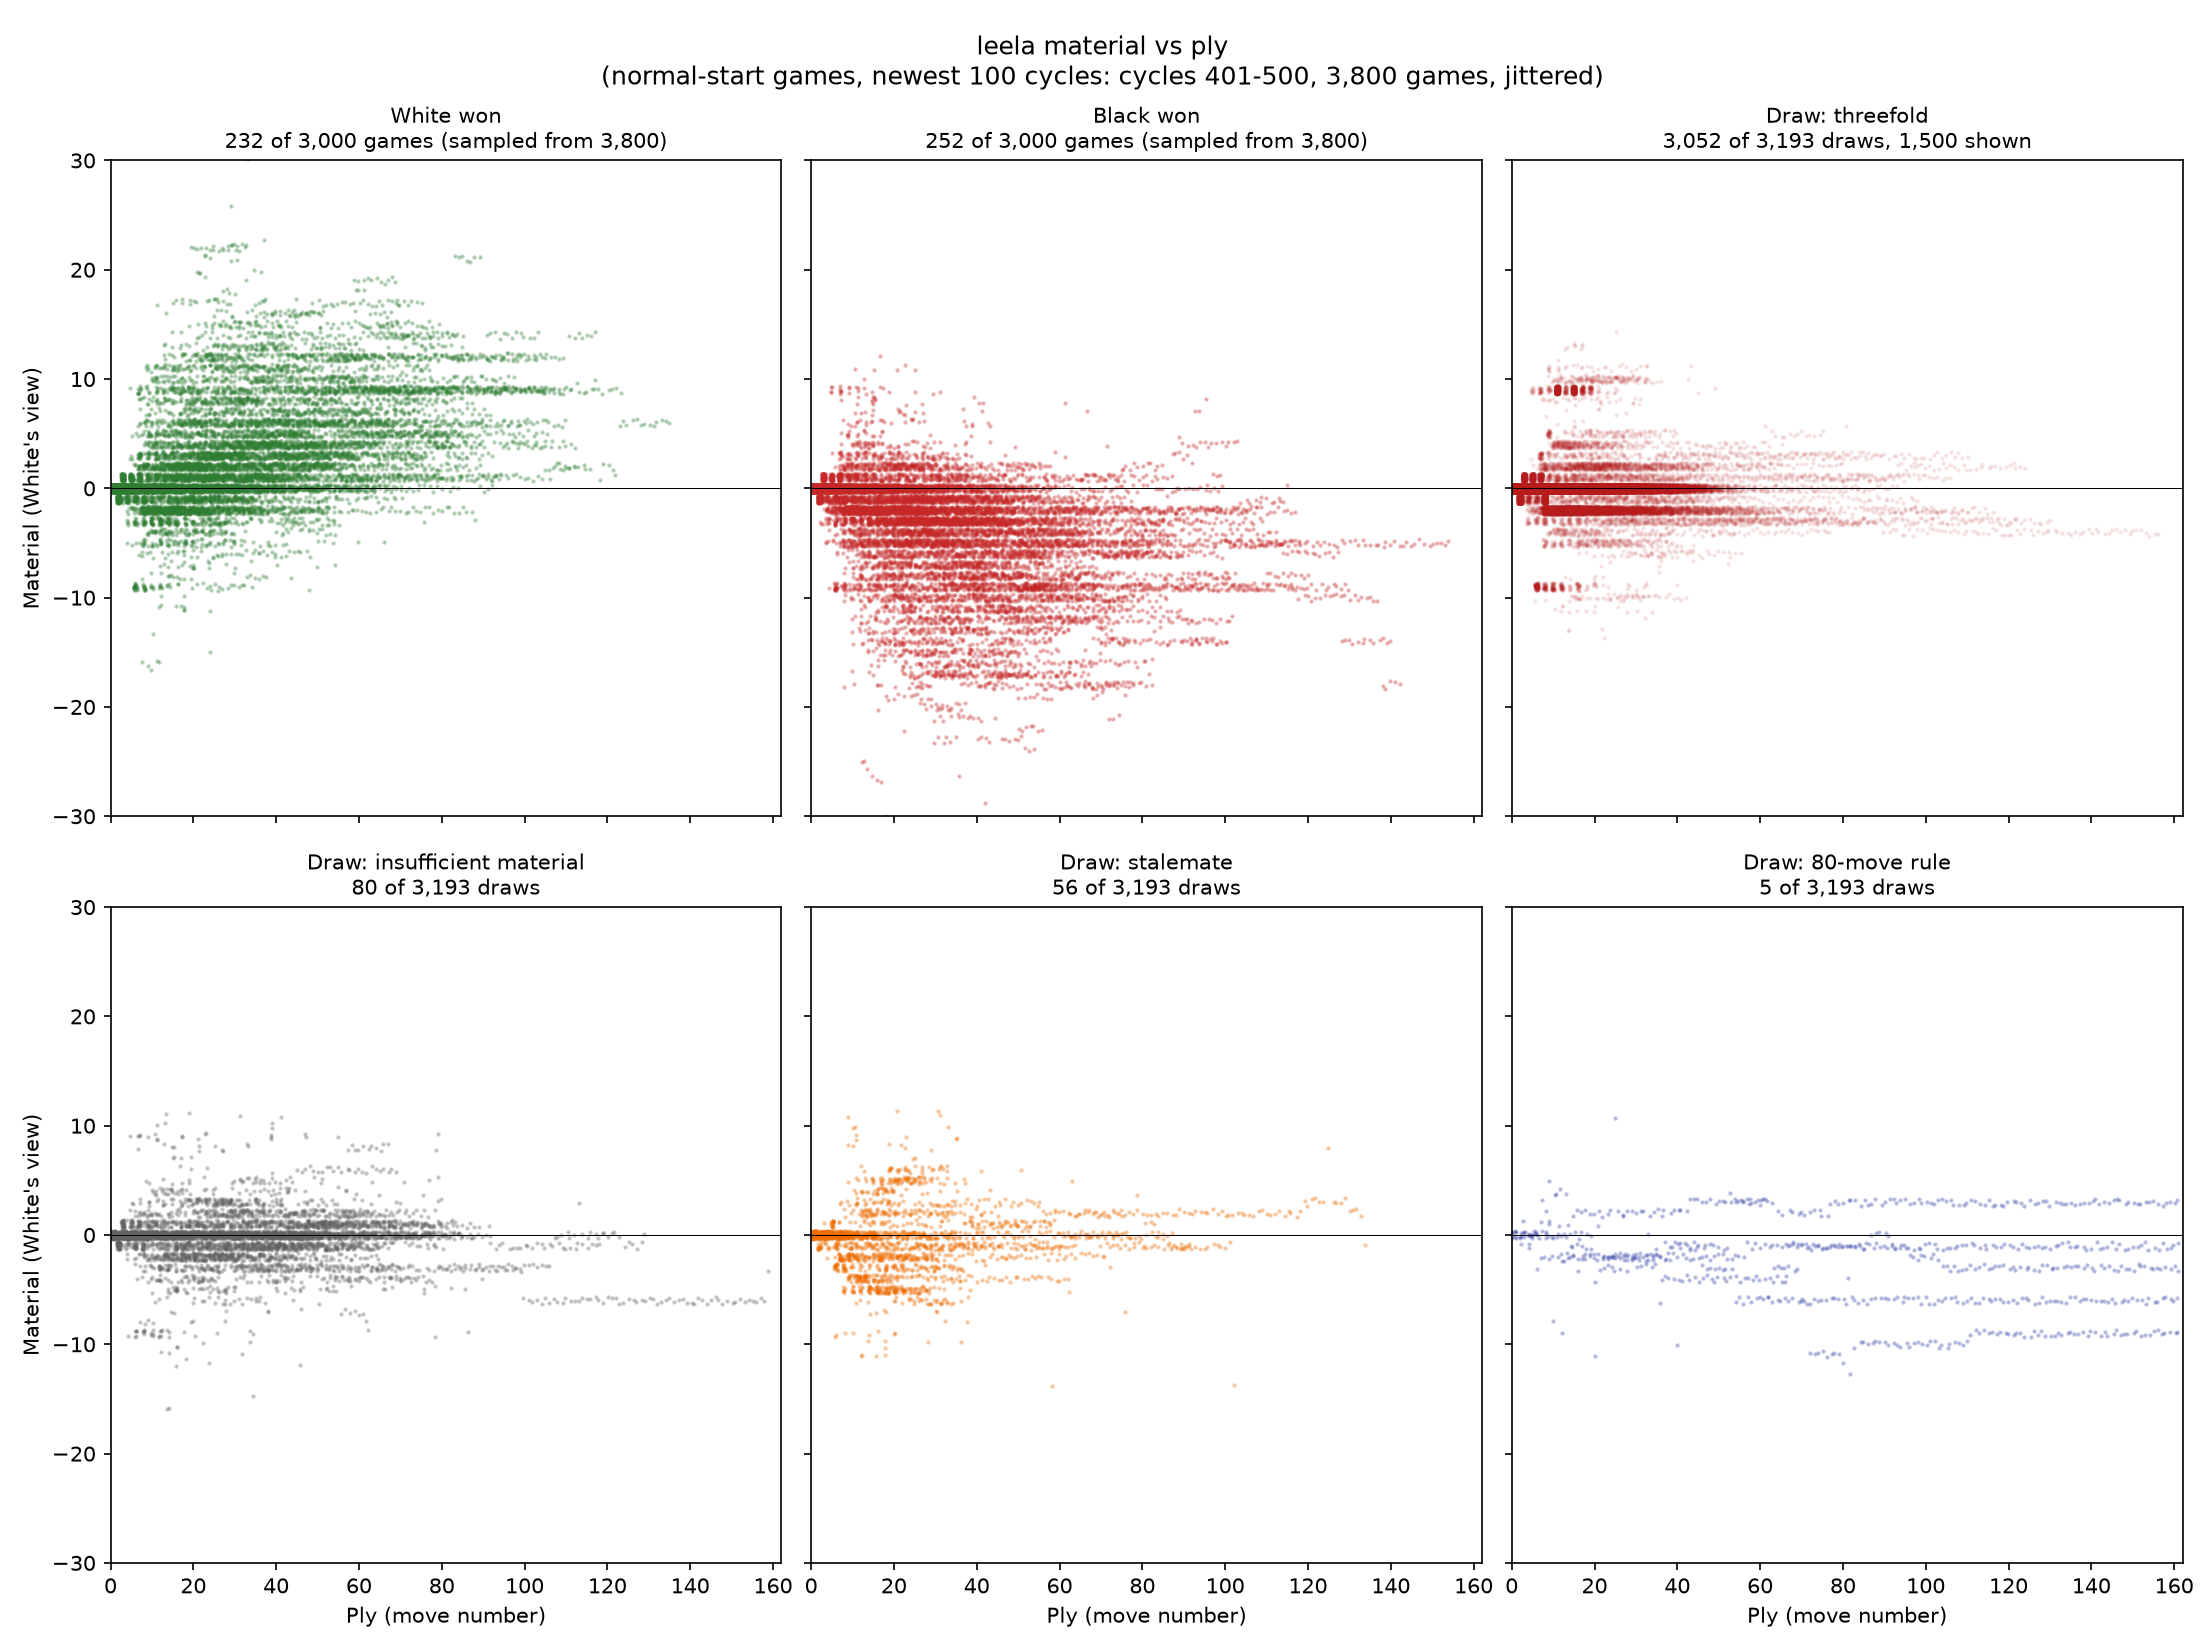 leela material vs ply
(normal-start games, newest 100 cycles: cycles 401-500, 3,800 games, jittered)
White won
232 of 3,000 games (sampled from 3,800)
Black won
252 of 3,000 games (sampled from 3,800)
Draw: threefold
3,052 of 3,193 draws, 1,500 shown
Material (White's view)
30
20
10
0
−10
−20
−30
Draw: insufficient material
80 of 3,193 draws
Draw: stalemate
56 of 3,193 draws
Draw: 80-move rule
5 of 3,193 draws
Material (White's view)
30
20
10
0
−10
−20
−30
0 20 40 60 80 100 120 140 160
0 20 40 60 80 100 120 140 160
0 20 40 60 80 100 120 140 160
Ply (move number)
Ply (move number)
Ply (move number)